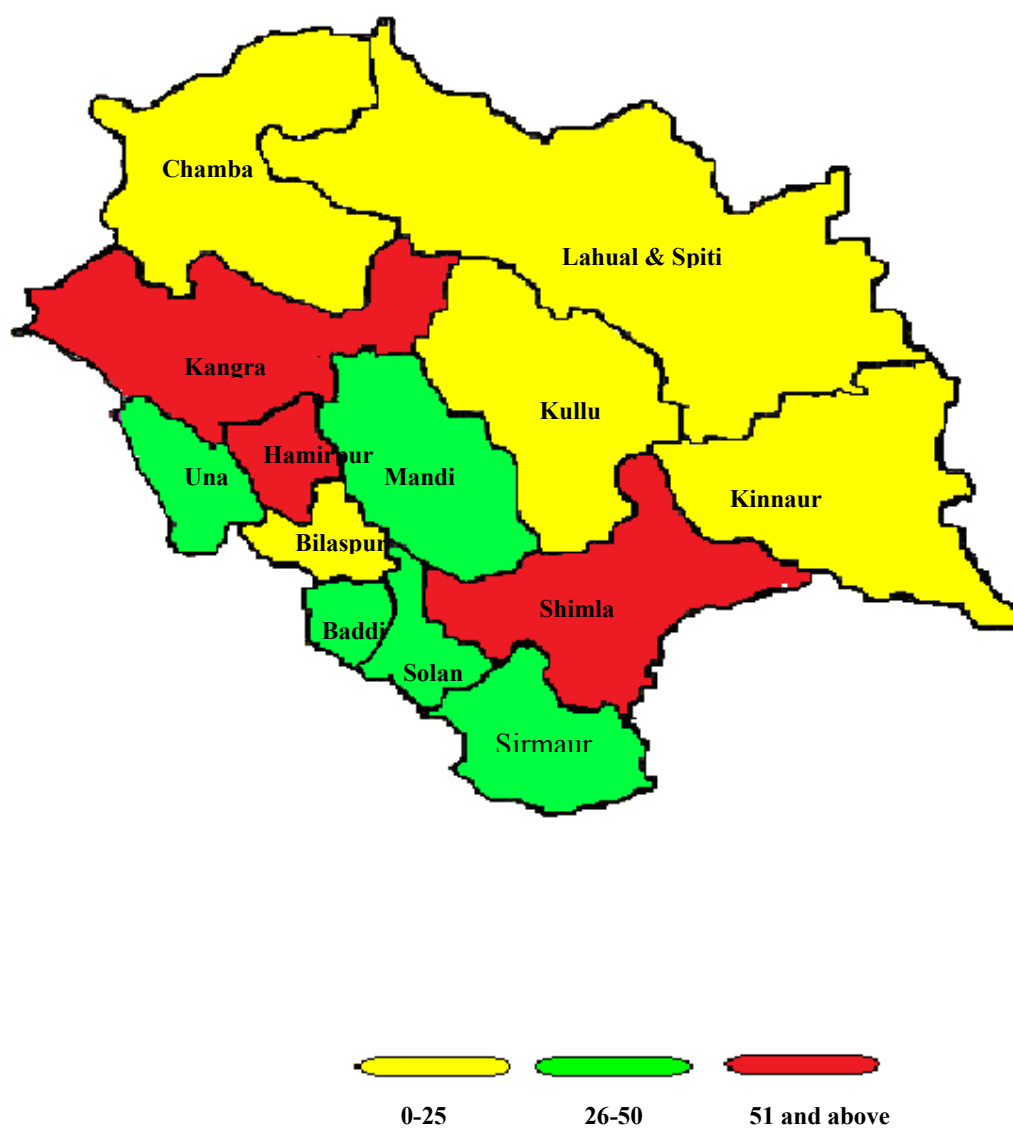 Chamba
Lahual & Spiti
Kangra
Kullu
Hamirpur
Una
Mandi
Kinnaur
Bilaspur
Shimla
Baddi
Solan
Sirmaur
0-25
26-50
51 and above